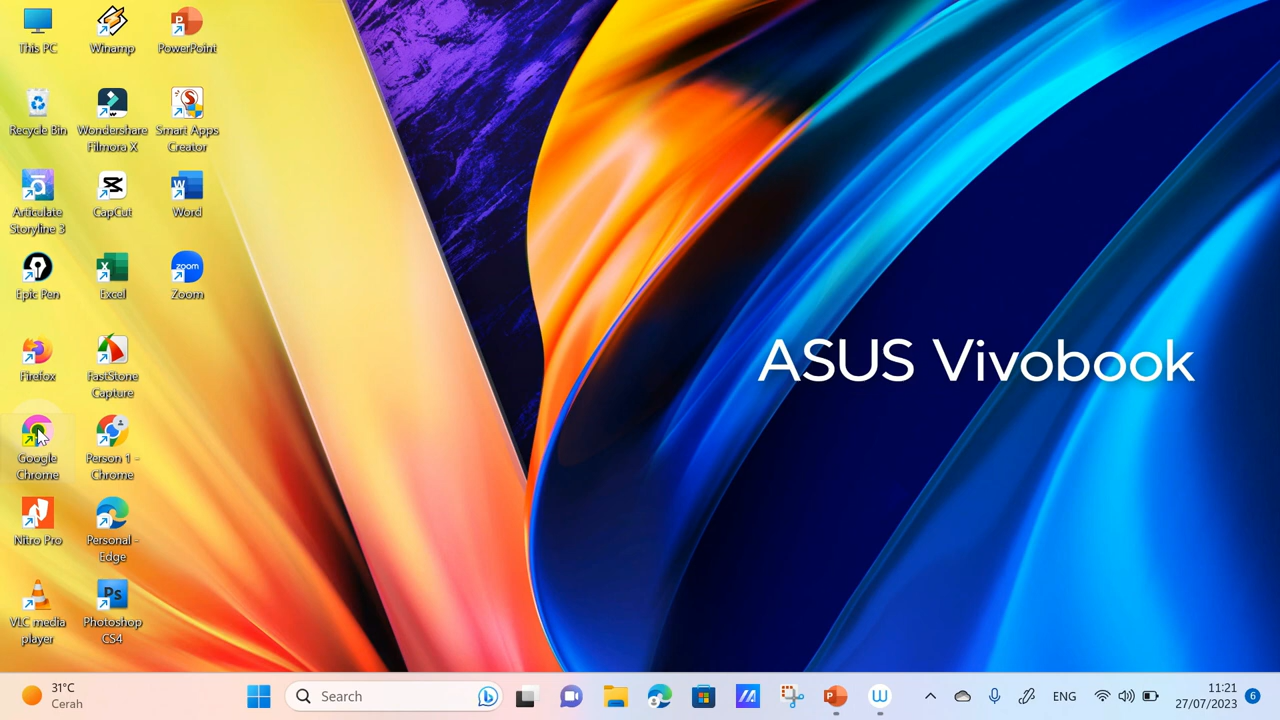 This PC
Winamp
PowerPoint
Recycle Bin
Wondershare
Filmora X
Smart Apps
Creator
Articulate
Storyline 3
CapCut
Word
Epic Pen
Excel
zoom
Zoom
Firefox
FastStone
Capture
Google
Chrome
Person 1 -
Chrome
Nitro Pro
Personal -
Edge
VLC media
player
Ps
Photoshop
CS4
ASUS Vivobook
31°C
Cerah
Search
ENG
11:21
27/07/2023
6